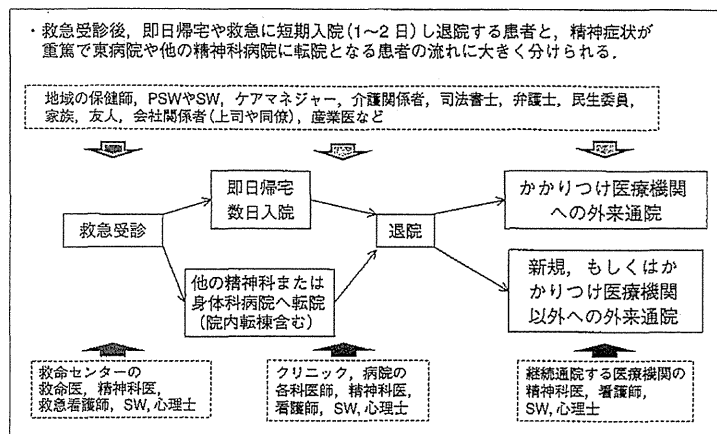 ・救急受診後，即日帰宅や救急に短期入院(1～2日)し退院する患者と，精神症状が
重篤で東病院や他の精神科病院に転院となる患者の流れに大きく分けられる．
地域の保健師，PSWやSW，ケアマネジャー，介護関係者，司法書士，弁護士，民生委員，
家族，友人，会社関係者(上司や同僚)，産業医など
即日帰宅
数日入院
かかりつけ医療機関
への外来通院
救急受診
退院
他の精神科または
身体科病院へ転院
(院内転棟含む)
新規，もしくはか
かりつけ医療機関
以外への外来通院
救命センターの
救命医，精神科医，
救急看護師，SW，心理士
クリニック，病院の
各科医師，精神科医，
看護師，SW，心理士
継続通院する医療機関の
精神科医，看護師，
SW，心理士